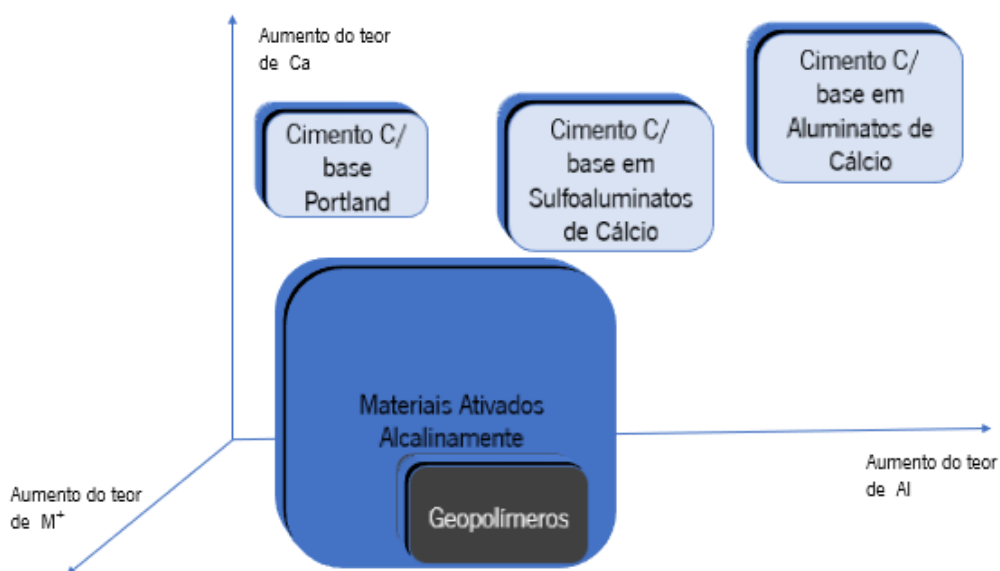 Aumento do teor
de Ca
Cimento C/
base
Portland
Cimento C/
base em
Sulfoaluminatos
de Cálcio
Cimento C/
base em
Aluminatos de
Cálcio
Materiais Ativados
Alcalinamente
Geopolímeros
Aumento do teor
de Al
Aumento do teor
de M⁺